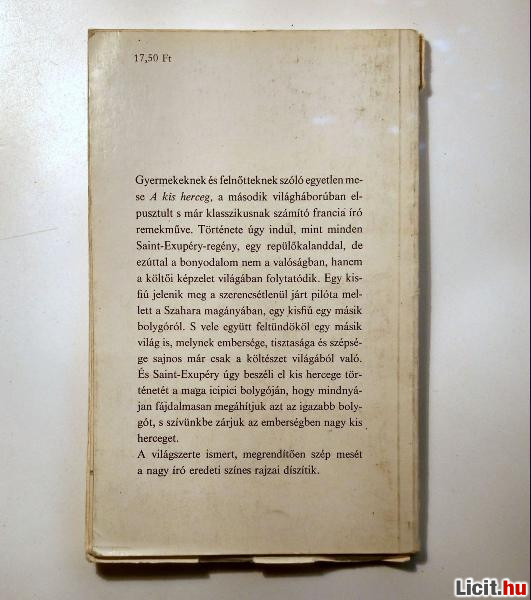 17,50 Ft
Gyermekeknek és felnőtteknek szóló egyetlen me-
se A kis herceg, a második világháborúban el-
pusztult s már klasszikusnak számító francia író
remekműve. Története úgy indul, mint minden
Saint-Exupéry-regény, egy repülőkalanddal, de
ezúttal a bonyodalom nem a valóságban, hanem
a költői képzelet világában folytatódik. Egy kis-
fiú jelenik meg a szerencsétlenül járt pilóta mel-
lett a Szahara magányában, egy kisfiú egy másik
bolygóról. S vele együtt feltündököl egy másik
világ is, melynek embersége, tisztasága és szépsé-
ge sajnos már csak a költészet világából való.
És Saint-Exupéry úgy beszéli el kis hercege tör-
ténetét a maga icipici bolygóján, hogy mindnyá-
jan fájdalmasan megáhítjuk azt az igazabb boly-
gót, s szívünkbe zárjuk az emberségben nagy kis
herceget.
A világszerte ismert, megrendítően szép mesét
a nagy író eredeti színes rajzai díszítik.
Licit.hu